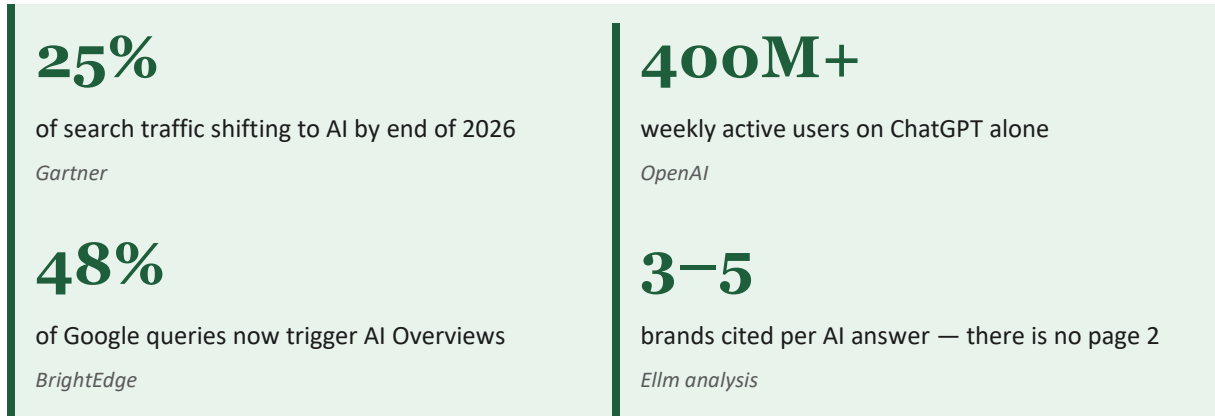 25%
of search traffic shifting to AI by end of 2026
Gartner
400M+
weekly active users on ChatGPT alone
OpenAI
48%
of Google queries now trigger AI Overviews
BrightEdge
3–5
brands cited per AI answer — there is no page 2
Ellm analysis